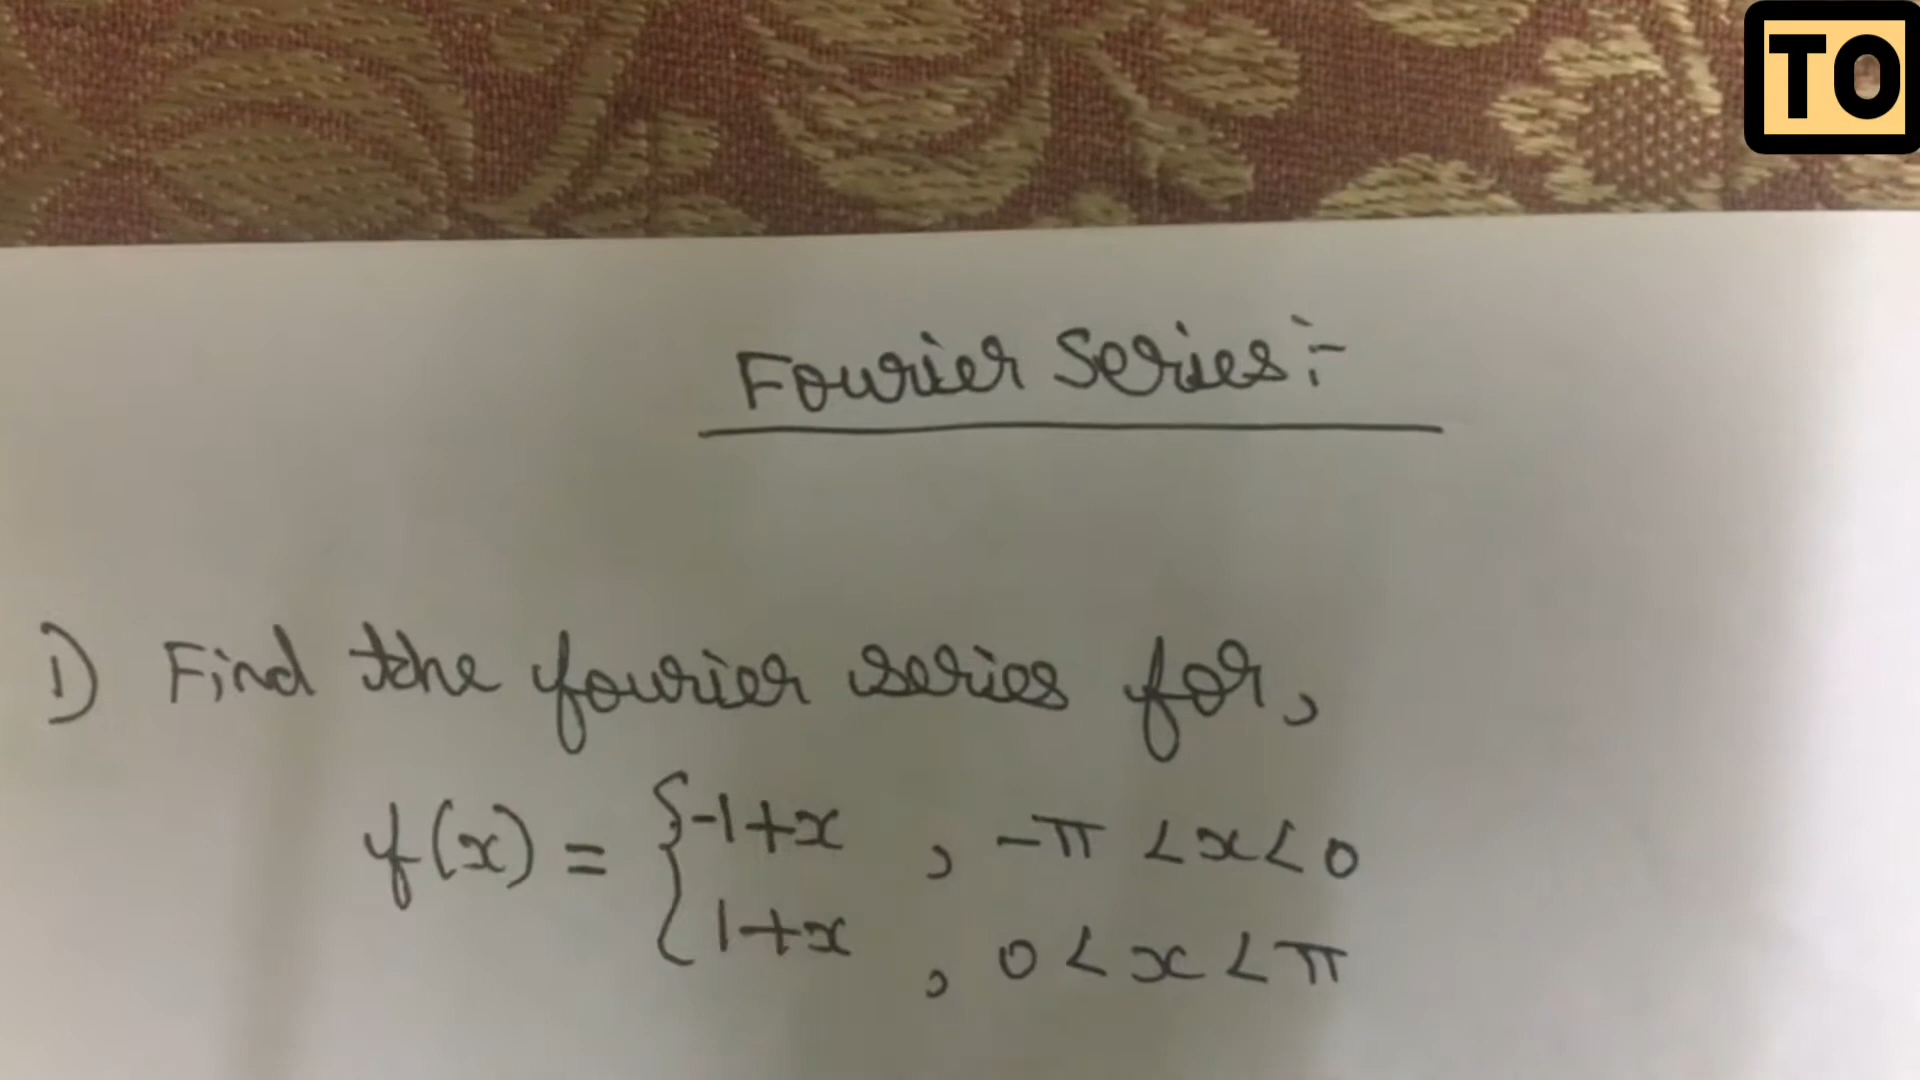 TO
Fourier Series:-
1) Find the fourier series for,
f(x) = { -1+x , -π < x < 0
1+x , 0 < x < π